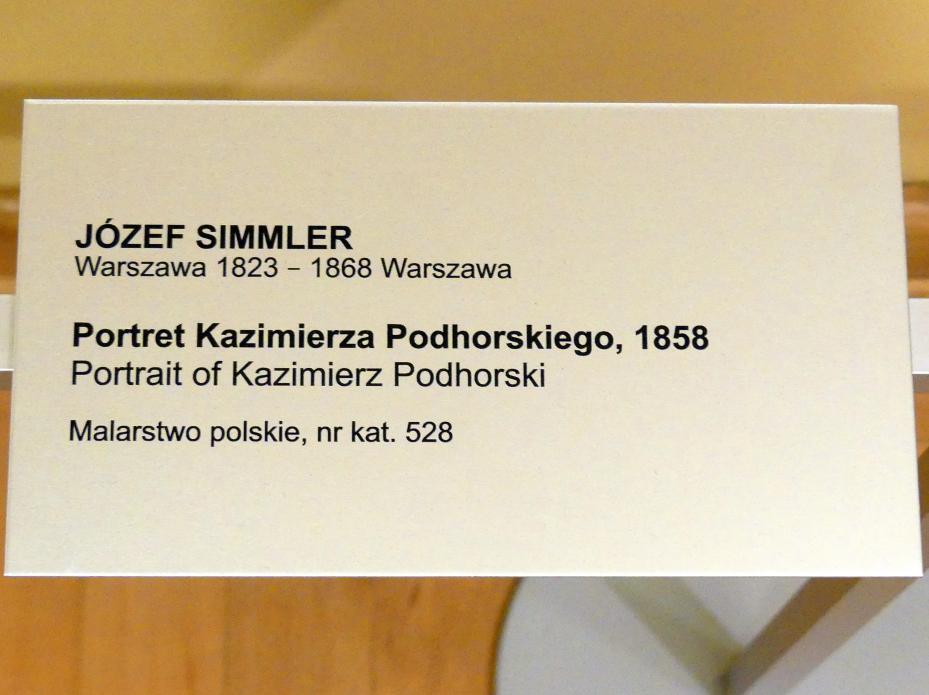 JÓZEF SIMMLER
Warszawa 1823 – 1868 Warszawa
Portret Kazimierza Podhorskiego, 1858
Portrait of Kazimierz Podhorski
Malarstwo polskie, nr kat. 528